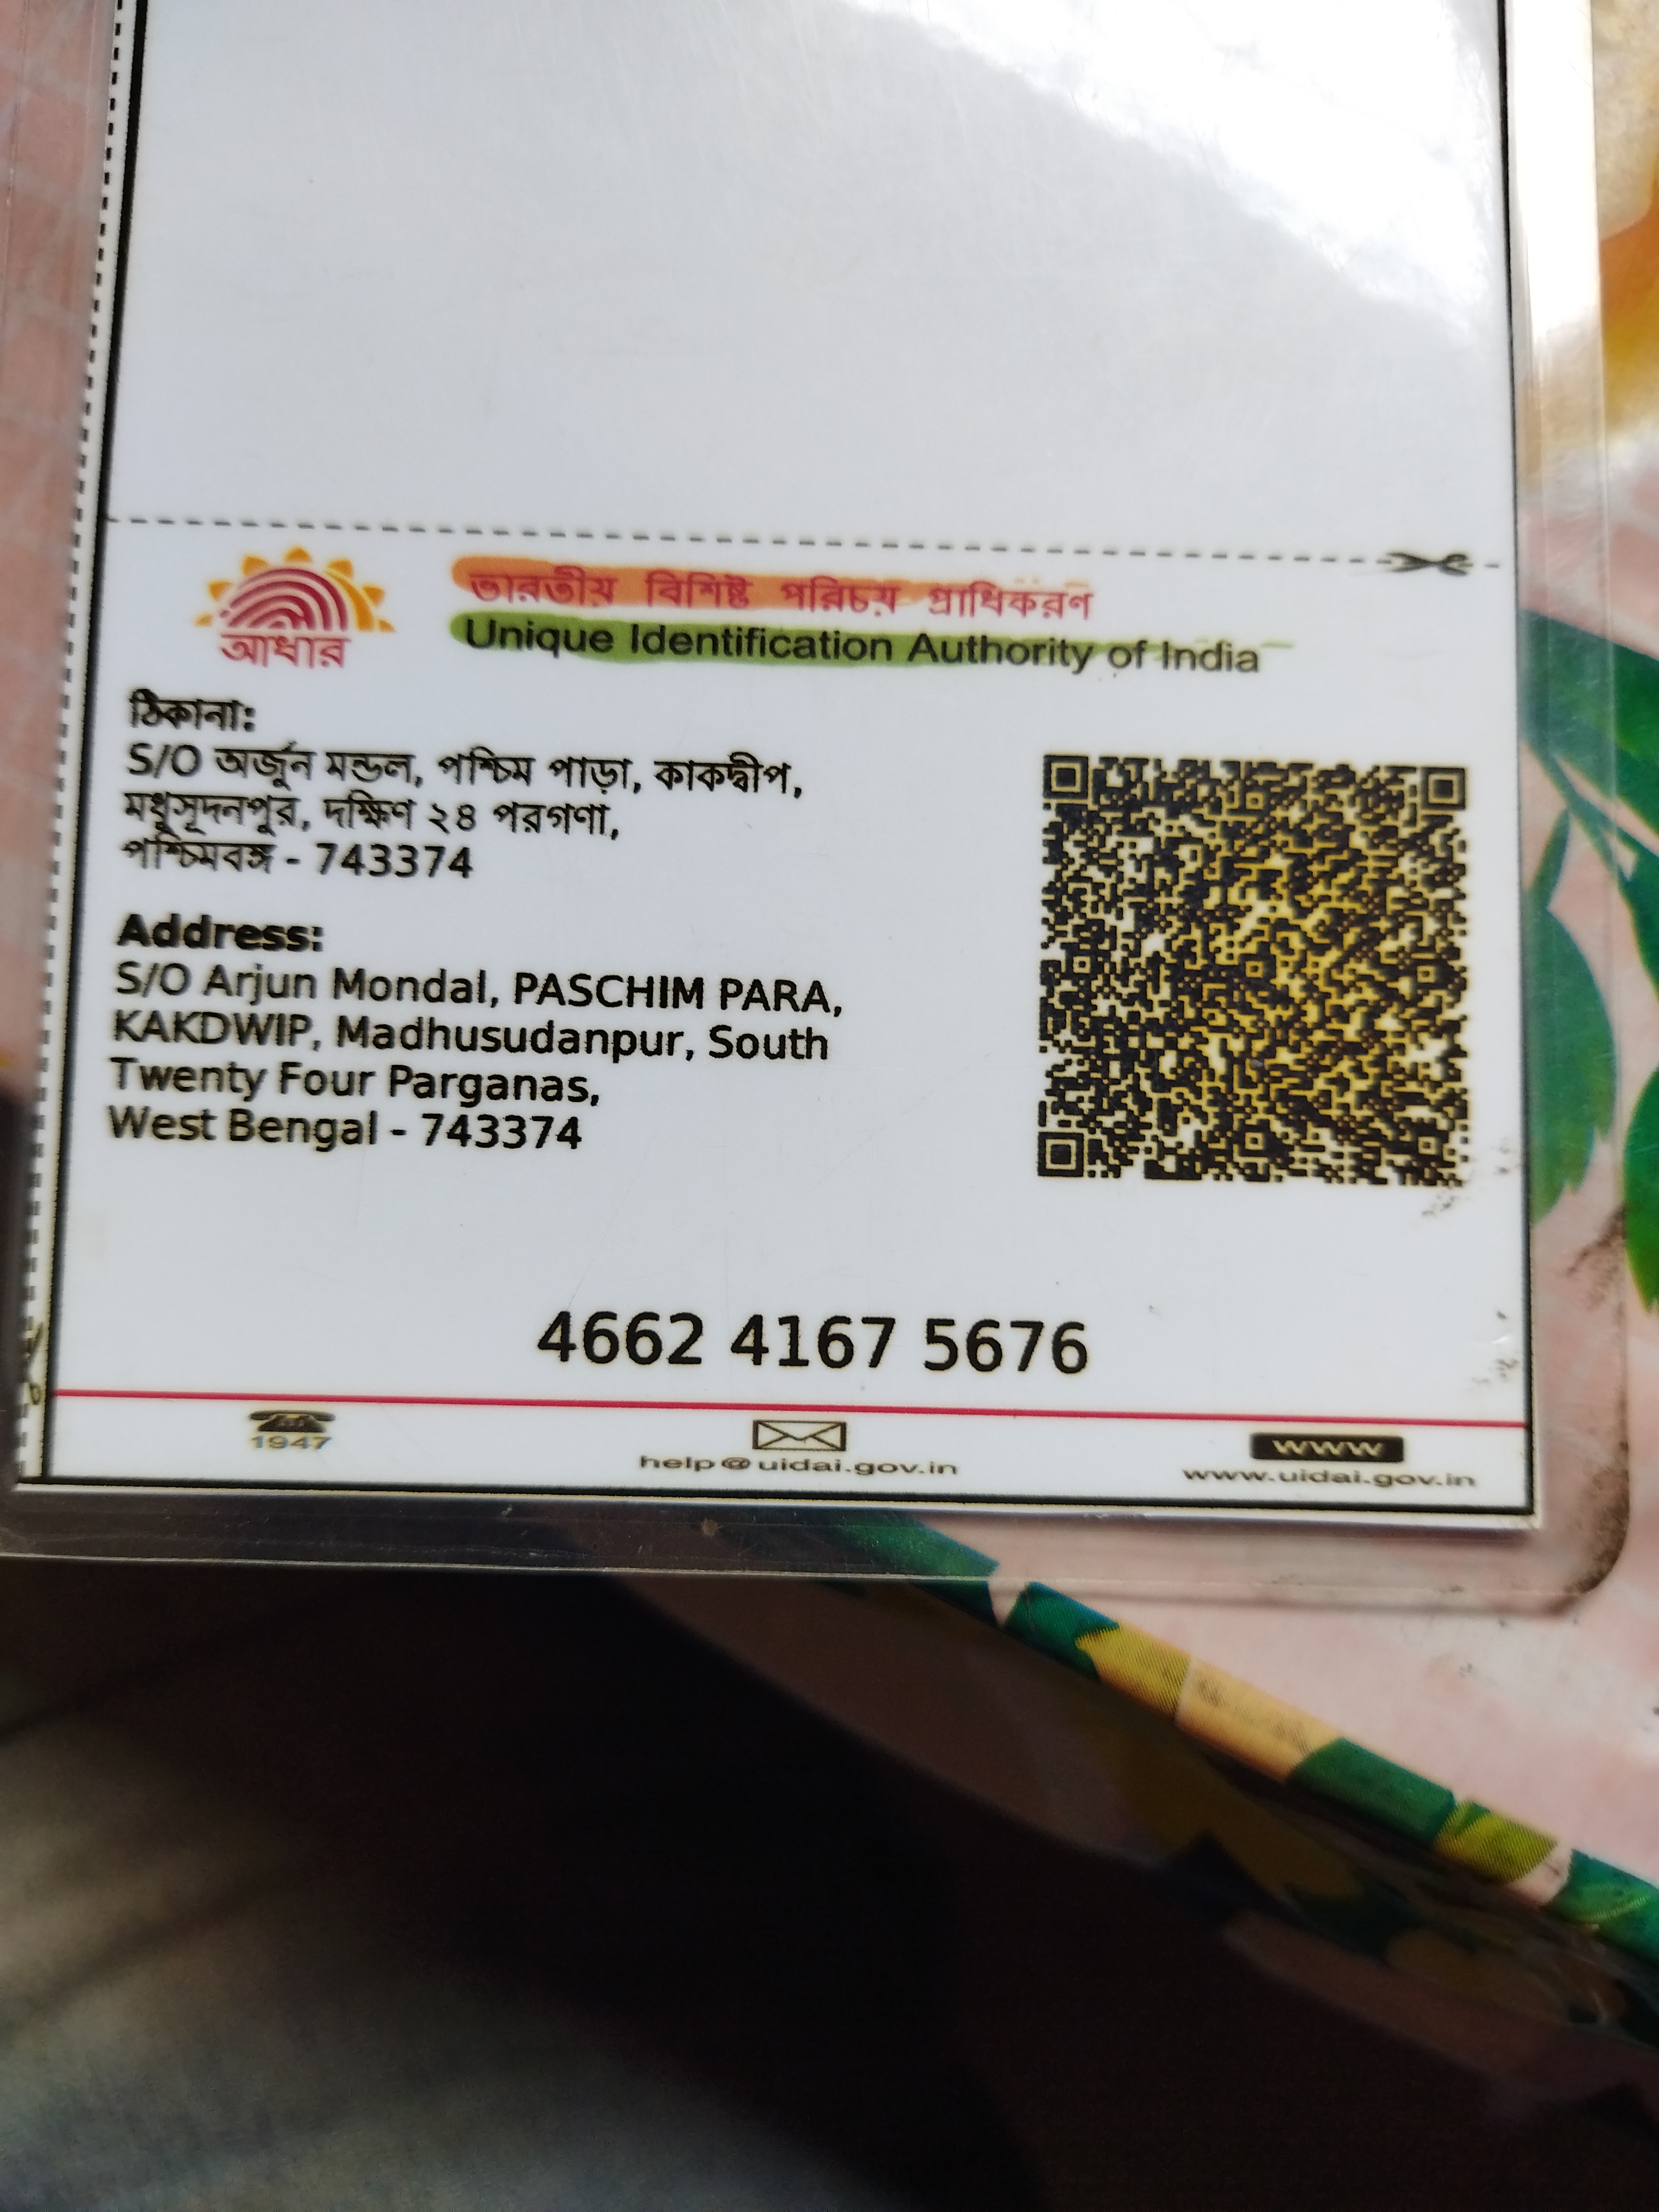 আধার
ভারতীয় বিশিষ্ট পরিচয় প্রাধিকরণ
Unique Identification Authority of India
ঠিকানা:
S/O অর্জুন মন্ডল, পশ্চিম পাড়া, কাকদ্বীপ,
মধুসূদনপুর, দক্ষিণ ২৪ পরগণা,
পশ্চিমবঙ্গ - 743374
Address:
S/O Arjun Mondal, PASCHIM PARA,
KAKDWIP, Madhusudanpur, South
Twenty Four Parganas,
West Bengal - 743374
4662 4167 5676
1947
help@uidai.gov.in
www
www.uidai.gov.in